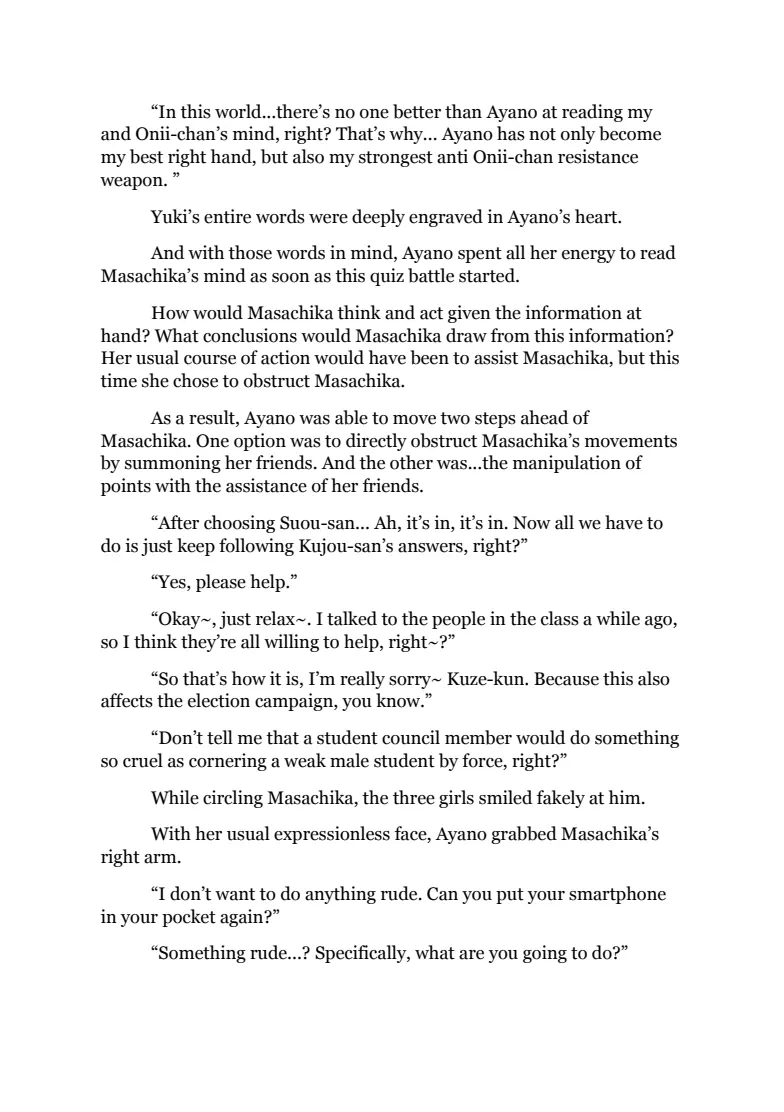 “In this world...there’s no one better than Ayano at reading my
and Onii-chan’s mind, right? That’s why... Ayano has not only become
my best right hand, but also my strongest anti Onii-chan resistance
weapon. ”
Yuki’s entire words were deeply engraved in Ayano’s heart.
And with those words in mind, Ayano spent all her energy to read
Masachika’s mind as soon as this quiz battle started.
How would Masachika think and act given the information at
hand? What conclusions would Masachika draw from this information?
Her usual course of action would have been to assist Masachika, but this
time she chose to obstruct Masachika.
As a result, Ayano was able to move two steps ahead of
Masachika. One option was to directly obstruct Masachika’s movements
by summoning her friends. And the other was...the manipulation of
points with the assistance of her friends.
“After choosing Suou-san... Ah, it’s in, it’s in. Now all we have to
do is just keep following Kujou-san’s answers, right?”
“Yes, please help.”
“Okay~, just relax~. I talked to the people in the class a while ago,
so I think they’re all willing to help, right~?”
“So that’s how it is, I’m really sorry~ Kuze-kun. Because this also
affects the election campaign, you know.”
“Don’t tell me that a student council member would do something
so cruel as cornering a weak male student by force, right?”
While circling Masachika, the three girls smiled fakely at him.
With her usual expressionless face, Ayano grabbed Masachika’s
right arm.
“I don’t want to do anything rude. Can you put your smartphone
in your pocket again?”
“Something rude...? Specifically, what are you going to do?”